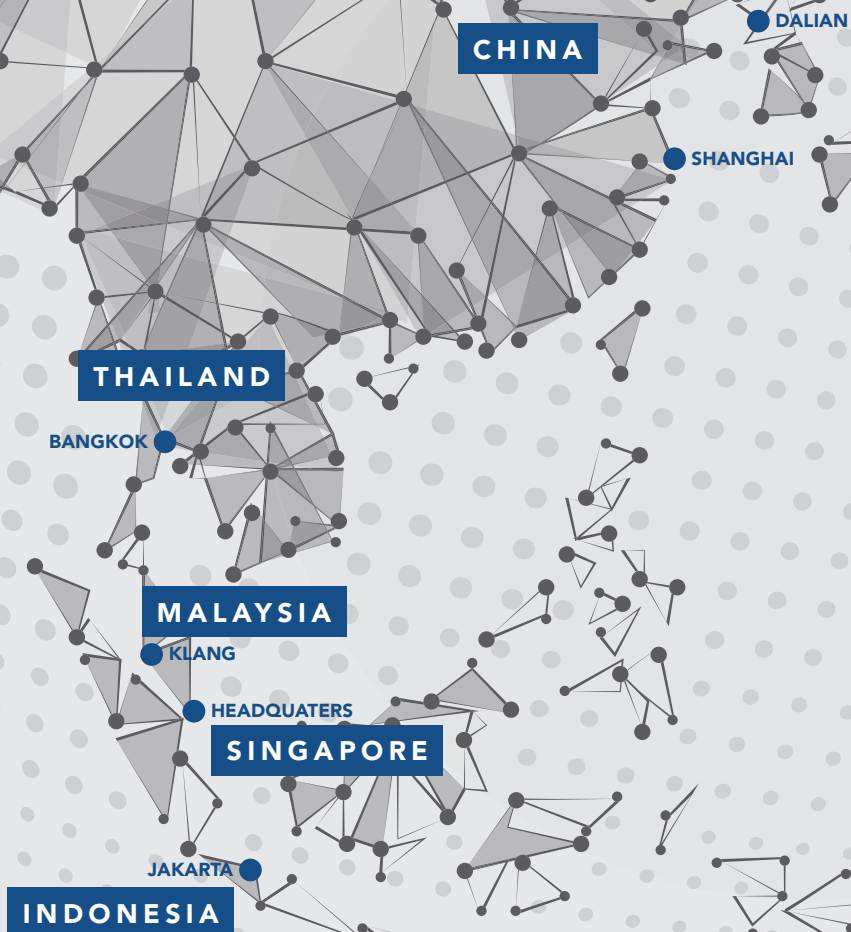 DALIAN
CHINA
SHANGHAI
THAILAND
BANGKOK
MALAYSIA
KLANG
HEADQUATERS
SINGAPORE
JAKARTA
INDONESIA